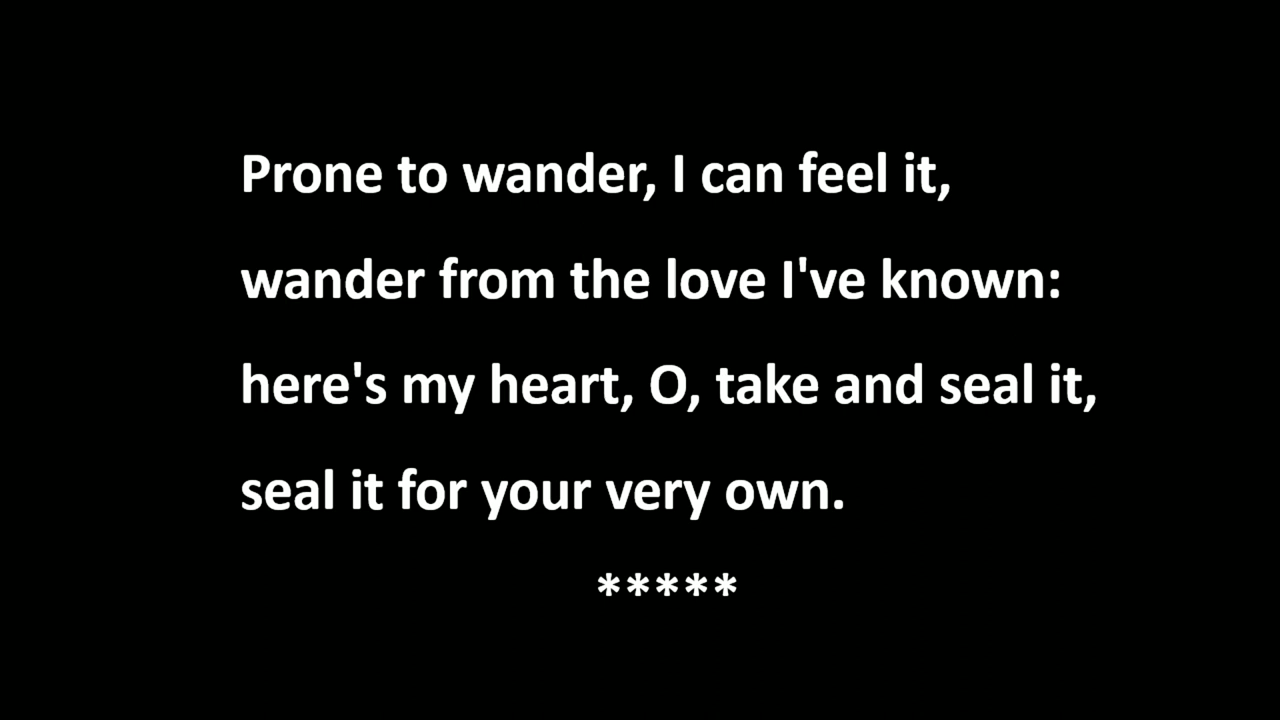 Prone to wander, I can feel it,
wander from the love I've known:
here's my heart, O, take and seal it,
seal it for your very own.
*****